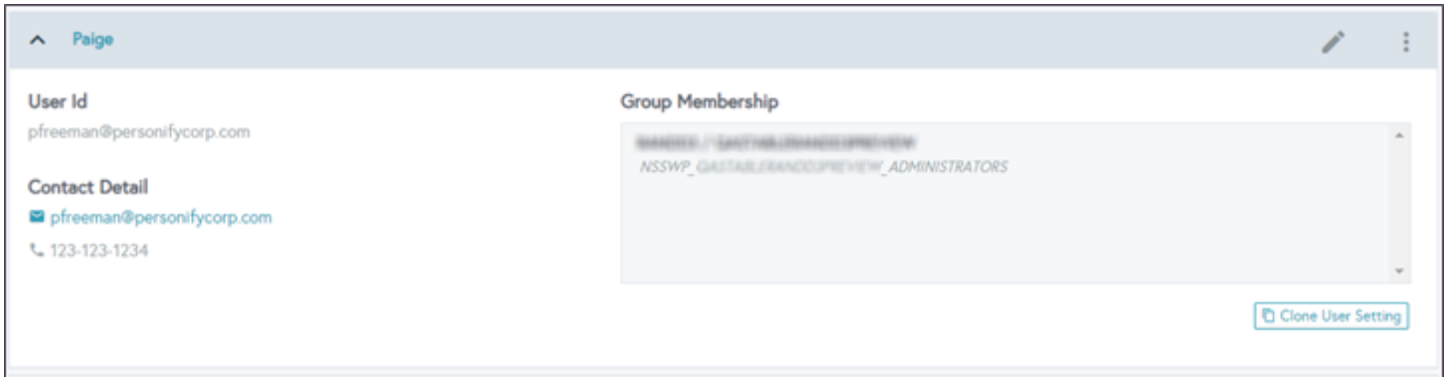 Paige
User Id
pfreeman@personifycorp.com
Contact Detail
pfreeman@personifycorp.com
123-123-1234
Group Membership
NSSWP_ _ADMINISTRATORS
Clone User Setting